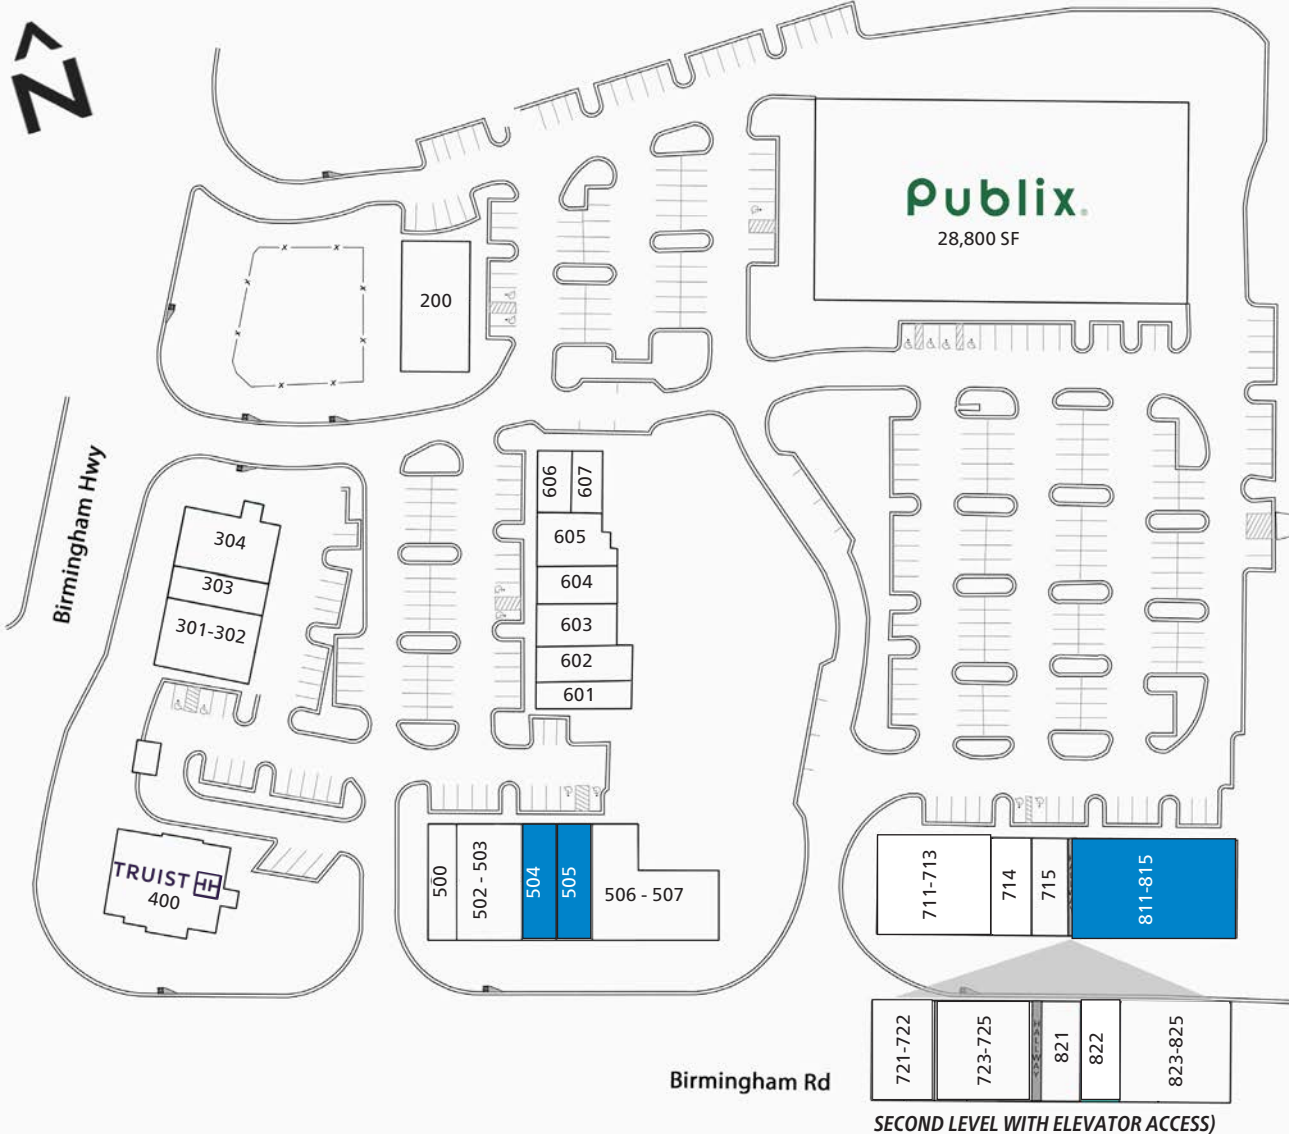 N
Publix.
28,800 SF
200
Birmingham Hwy
606
607
605
604
603
602
601
304
303
301-302
TRUIST
400
500
502 - 503
504
505
506 - 507
711-713
714
715
811-815
721-722
723-725
HALLWAY
821
822
823-825
Birmingham Rd
SECOND LEVEL WITH ELEVATOR ACCESS)